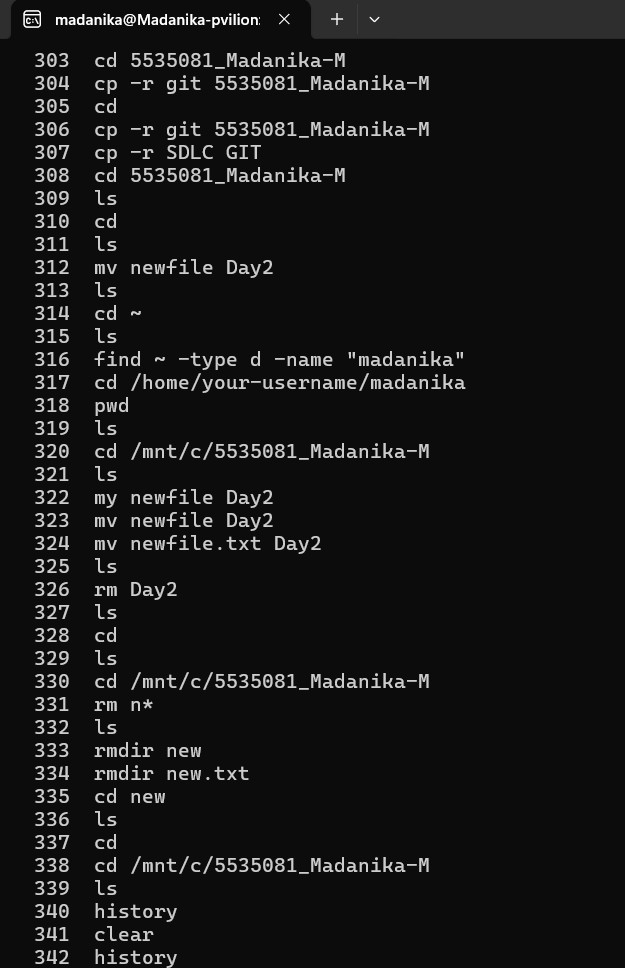 madanika@Madanika-pvilion:
303 cd 5535081_Madanika-M
304 cp -r git 5535081_Madanika-M
305 cd
306 cp -r git 5535081_Madanika-M
307 cp -r SDLC GIT
308 cd 5535081_Madanika-M
309 ls
310 cd
311 ls
312 mv newfile Day2
313 ls
314 cd ~
315 ls
316 find ~ -type d -name "madanika"
317 cd /home/your-username/madanika
318 pwd
319 ls
320 cd /mnt/c/5535081_Madanika-M
321 ls
322 my newfile Day2
323 mv newfile Day2
324 mv newfile.txt Day2
325 ls
326 rm Day2
327 ls
328 cd
329 ls
330 cd /mnt/c/5535081_Madanika-M
331 rm n*
332 ls
333 rmdir new
334 rmdir new.txt
335 cd new
336 ls
337 cd
338 cd /mnt/c/5535081_Madanika-M
339 ls
340 history
341 clear
342 history